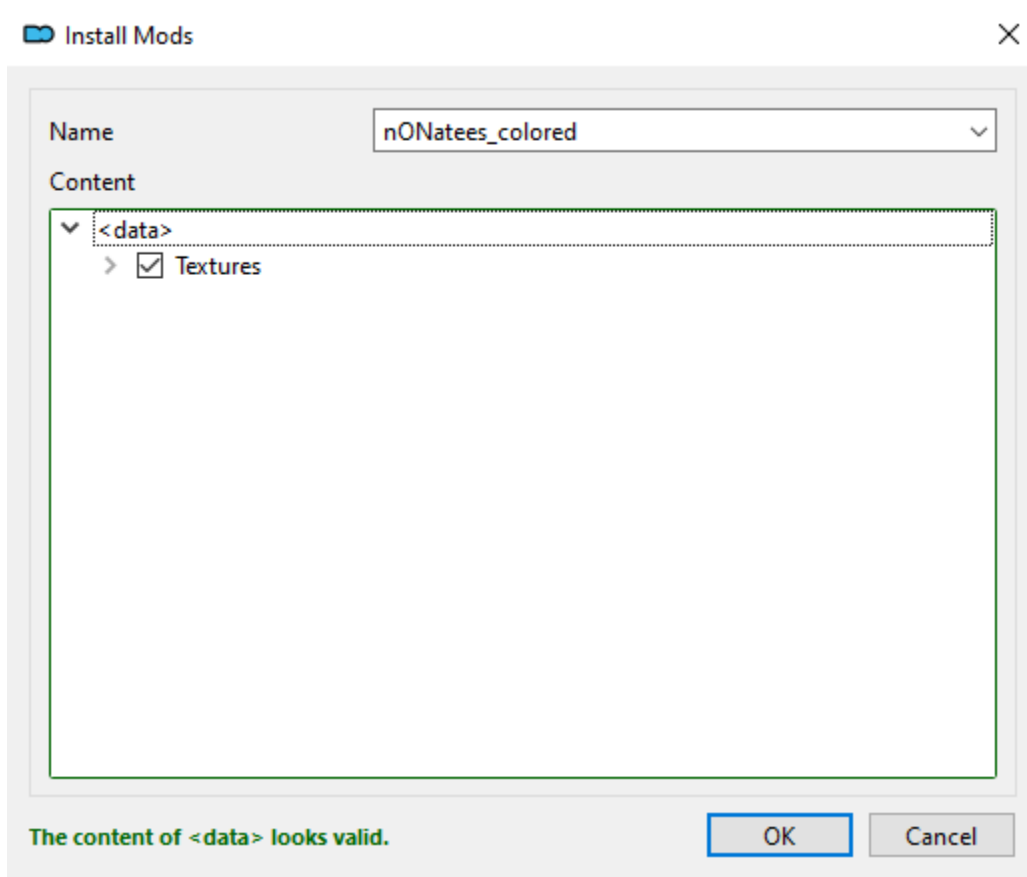 Install Mods
Name
nONatees_colored
Content
<data>
Textures
The content of <data> looks valid.
OK
Cancel